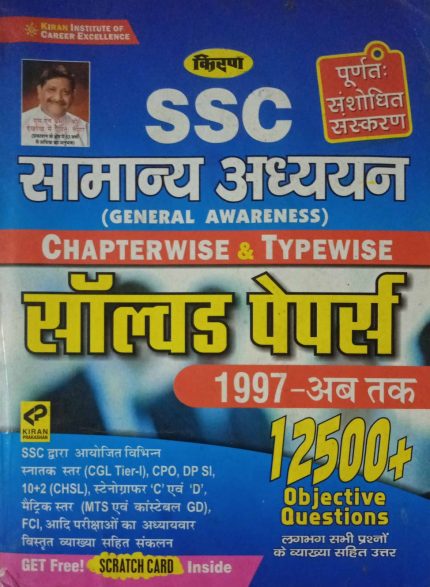 KIRAN INSTITUTE OF
CAREER EXCELLENCE
किरण
SSC
पूर्णतः
संशोधित
संस्करण
सामान्य अध्ययन
(GENERAL AWARENESS)
CHAPTERWISE & TYPEWISE
सॉल्वड पेपर्स
1997-अब तक
KIRAN
PRAKASHAN
12500+
Objective
Questions
SSC द्वारा आयोजित विभिन्न
स्नातक स्तर (CGL Tier-I), CPO, DP SI,
10+2 (CHSL), स्टेनोग्राफर 'C' एवं 'D',
मैट्रिक स्तर (MTS एवं कांस्टेबल GD),
FCI, आदि परीक्षाओं का अध्यायवार
विस्तृत व्याख्या सहित संकलन
लगभग सभी प्रश्नों
के व्याख्या सहित उत्तर
GET Free! SCRATCH CARD Inside